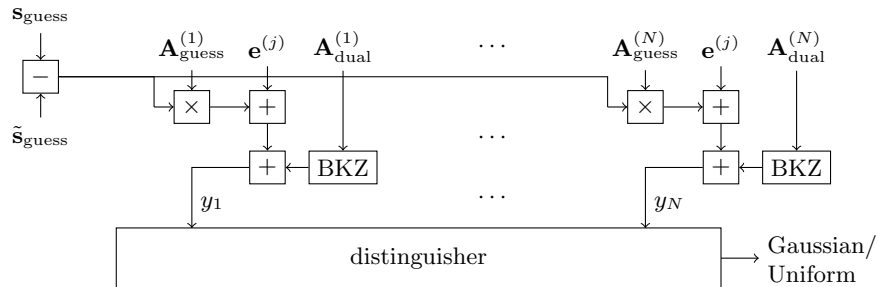 s_guess
A_guess^(1) e^(j) A_dual^(1) ... A_guess^(N) e^(j) A_dual^(N)
−
× + × +
s̃_guess
...
+ BKZ + BKZ
y_1 ... y_N
distinguisher
Gaussian/
Uniform